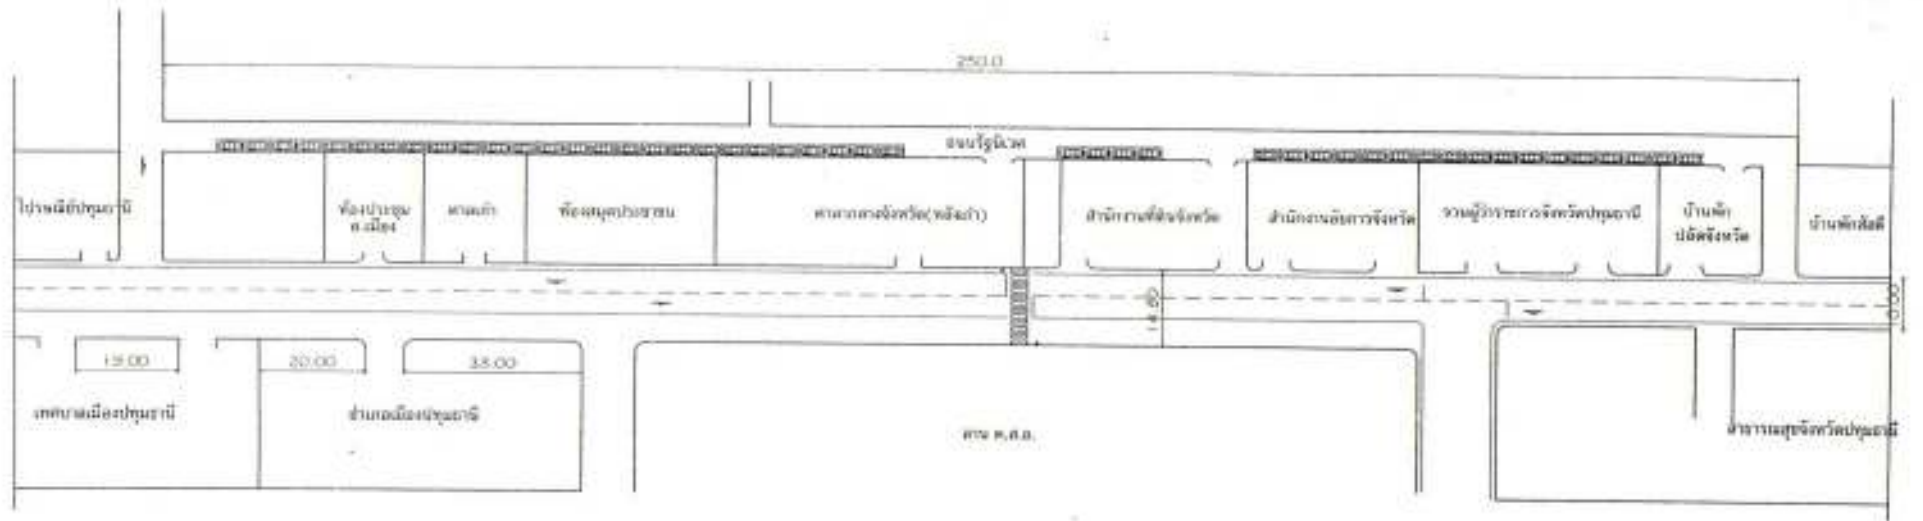 250.0
ถนนรัฐนิเวศ
ไปรษณีย์ปทุมธานี
ห้องประชุม
อ.เมือง
ศาลเก่า
ห้องสมุดประชาชน
ศาลากลางจังหวัด(หลังเก่า)
สำนักงานที่ดินจังหวัด
สำนักงานอัยการจังหวัด
จวนผู้ว่าราชการจังหวัดปทุมธานี
บ้านพัก
ปลัดจังหวัด
บ้านพักสัสดี
14.80
19.00
20.00
33.00
เทศบาลเมืองปทุมธานี
อำเภอเมืองปทุมธานี
ลาน ค.ส.ล.
สาธารณสุขจังหวัดปทุมธานี